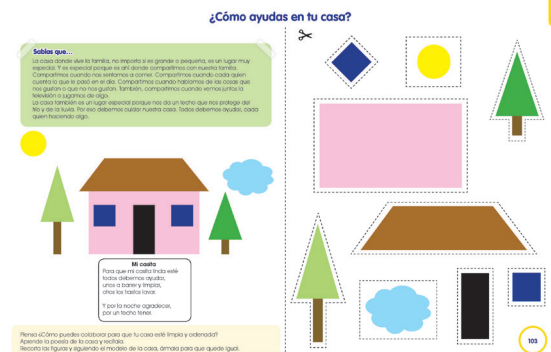 ¿Cómo ayudas en tu casa?
Sabías que...
La casa donde vive la familia, no importa si es grande o pequeña, es un lugar muy
especial. Y es especial porque es ahí donde compartimos con nuestra familia.
Compartimos cuando nos sentamos a comer. Compartimos cuando cada quien
cuenta lo que le pasó en el día. Compartimos cuando hablamos de las cosas que
nos gustan o que no nos gustan. También, compartimos cuando vemos juntos la
televisión o jugamos de algo.
La casa también es un lugar especial porque nos da un techo que nos protege del
frío y de la lluvia. Por eso debemos cuidar nuestra casa. Todos debemos ayudar, cada
quien haciendo algo.
Mi casita
Para que mi casita linda esté
todos debemos ayudar,
unos a barrer y limpiar,
otros los trastos lavar.
Y por la noche agradecer,
por un techo tener.
Piensa ¿Cómo puedes colaborar para que tu casa esté limpia y ordenada?
Aprende la poesía de la casa y recítala.
Recorta las figuras y siguiendo el modelo de la casa, ármala para que quede igual.
103